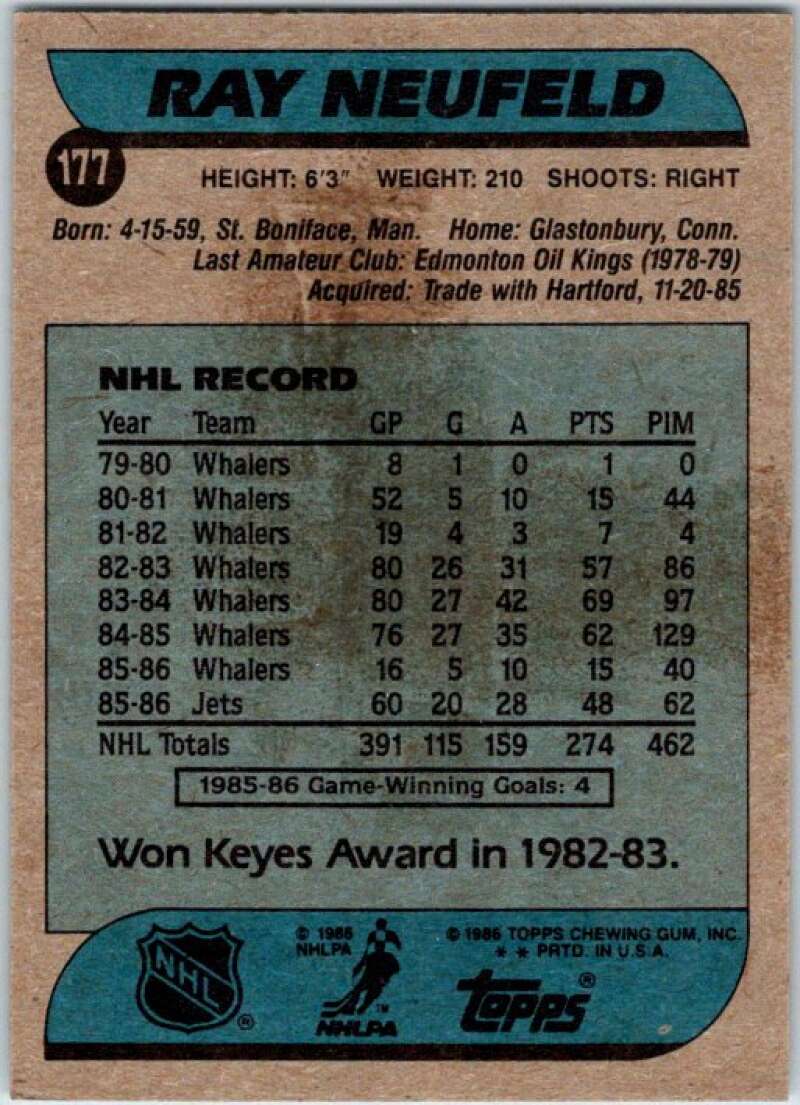 RAY NEUFELD
177
HEIGHT: 6'3" WEIGHT: 210 SHOOTS: RIGHT
Born: 4-15-59, St. Boniface, Man. Home: Glastonbury, Conn.
Last Amateur Club: Edmonton Oil Kings (1978-79)
Acquired: Trade with Hartford, 11-20-85
NHL RECORD
Year Team GP G A PTS PIM
79-80 Whalers 8 1 0 1 0
80-81 Whalers 52 5 10 15 44
81-82 Whalers 19 4 3 7 4
82-83 Whalers 80 26 31 57 86
83-84 Whalers 80 27 42 69 97
84-85 Whalers 76 27 35 62 129
85-86 Whalers 16 5 10 15 40
85-86 Jets 60 20 28 48 62
NHL Totals 391 115 159 274 462
1985-86 Game-Winning Goals: 4
Won Keyes Award in 1982-83.
NHL ®
© 1986
NHLPA
™
NHLPA
© 1986 TOPPS CHEWING GUM, INC.
* * PRTD. IN U.S.A.
topps ®